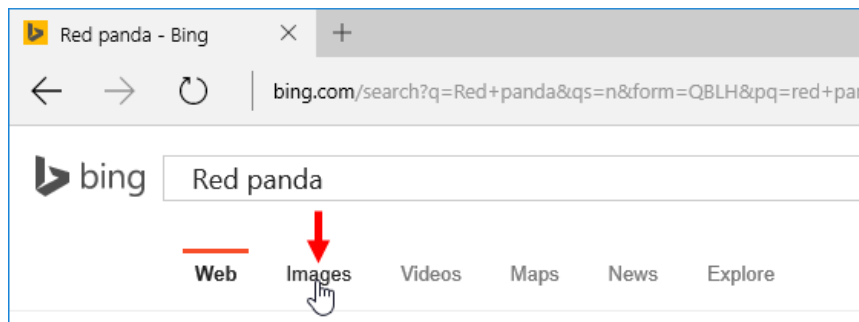 Red panda - Bing
bing.com/search?q=Red+panda&qs=n&form=QBLH&pq=red+pa
bing Red panda
Web Images Videos Maps News Explore